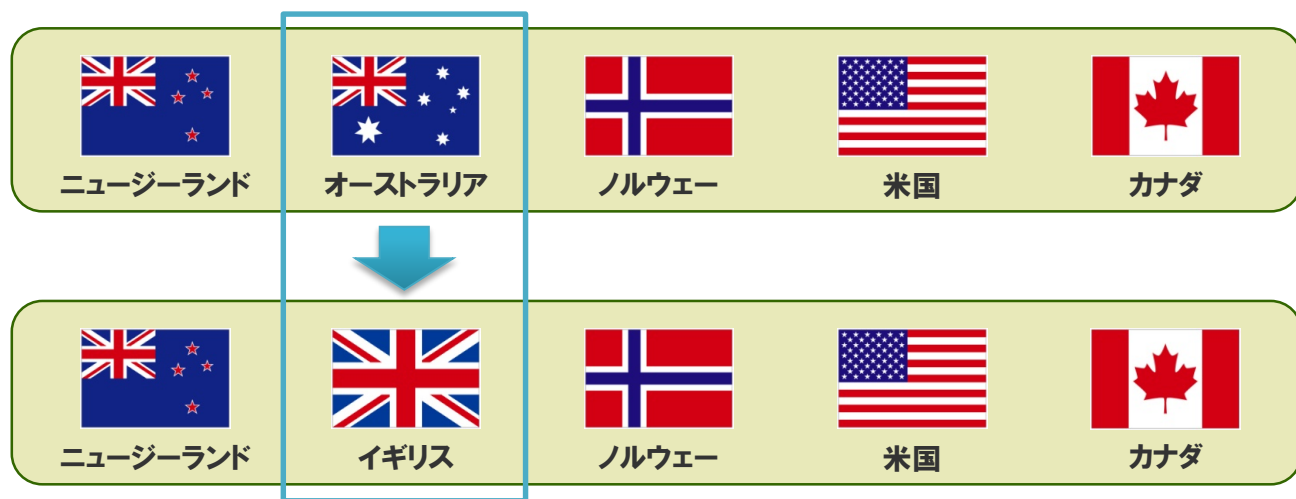 ニュージーランド
オーストラリア
ノルウェー
米国
カナダ
ニュージーランド
イギリス
ノルウェー
米国
カナダ